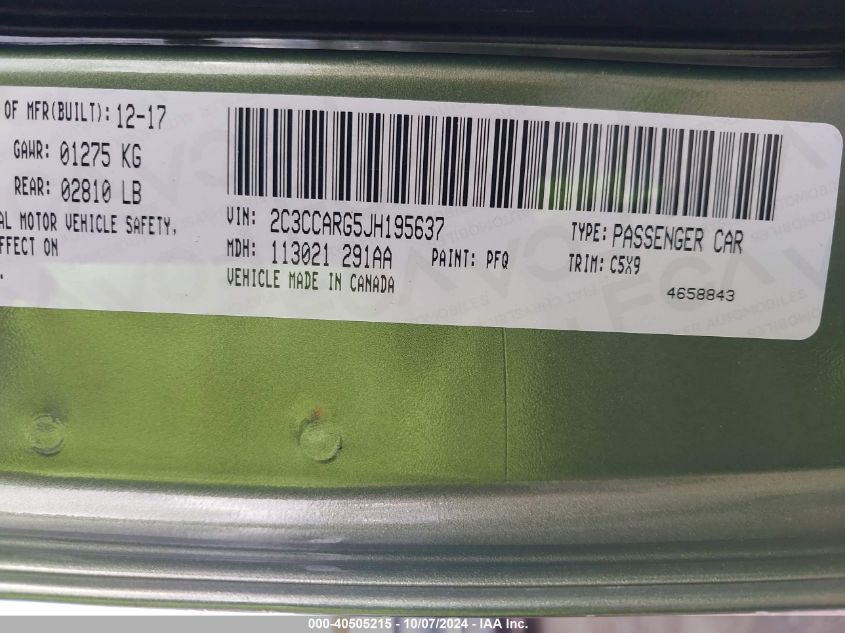 OF MFR(BUILT): 12-17
GAWR: 01275 KG
REAR: 02810 LB
AL MOTOR VEHICLE SAFETY,
FFECT ON
VIN: 2C3CCARG5JH195637
TYPE: PASSENGER CAR
MDH: 113021 291AA
PAINT: PFQ
TRIM: C5X9
VEHICLE MADE IN CANADA
4658843
000-40505215 - 10/07/2024 - IAA Inc.